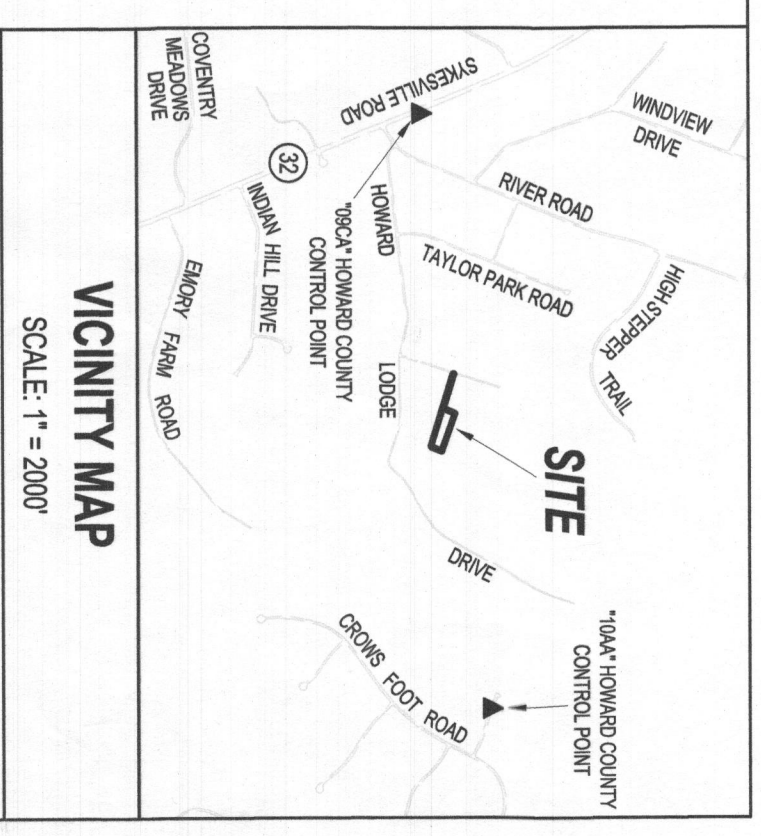 COVENTRY
MEADOWS
DRIVE
SYKESVILLE ROAD
32
INDIAN HILL DRIVE
EMORY FARM ROAD
"09CA" HOWARD COUNTY
CONTROL POINT
HOWARD LODGE DRIVE
WINDVIEW
DRIVE
RIVER ROAD
TAYLOR PARK ROAD
HIGH STEPPER TRAIL
SITE
CROWS FOOT ROAD
"10AA" HOWARD COUNTY
CONTROL POINT
VICINITY MAP
SCALE: 1" = 2000'